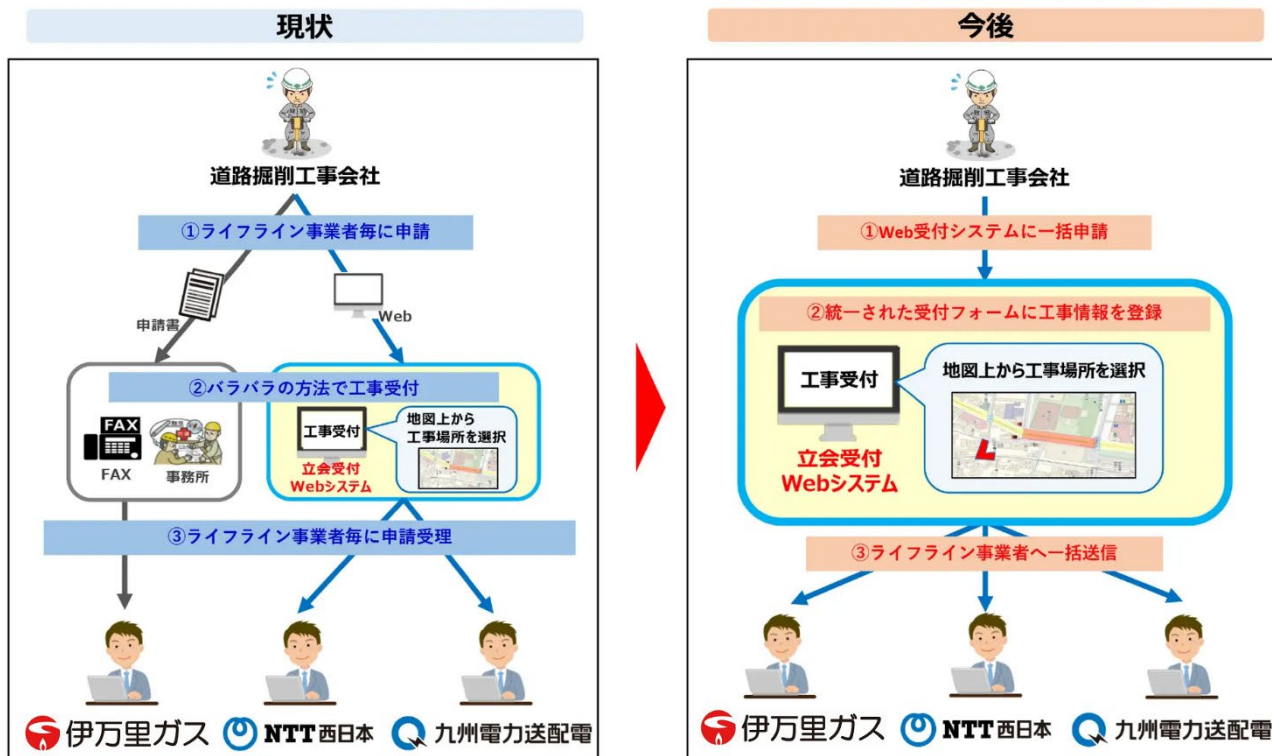 現状
道路掘削工事会社
①ライフライン事業者毎に申請
申請書
Web
②バラバラの方法で工事受付
FAX
FAX
事務所
工事受付
立会受付
Webシステム
地図上から
工事場所を選択
③ライフライン事業者毎に申請受理
伊万里ガス
NTT西日本
九州電力送配電
今後
道路掘削工事会社
①Web受付システムに一括申請
②統一された受付フォームに工事情報を登録
工事受付
立会受付
Webシステム
地図上から工事場所を選択
③ライフライン事業者へ一括送信
伊万里ガス
NTT西日本
九州電力送配電